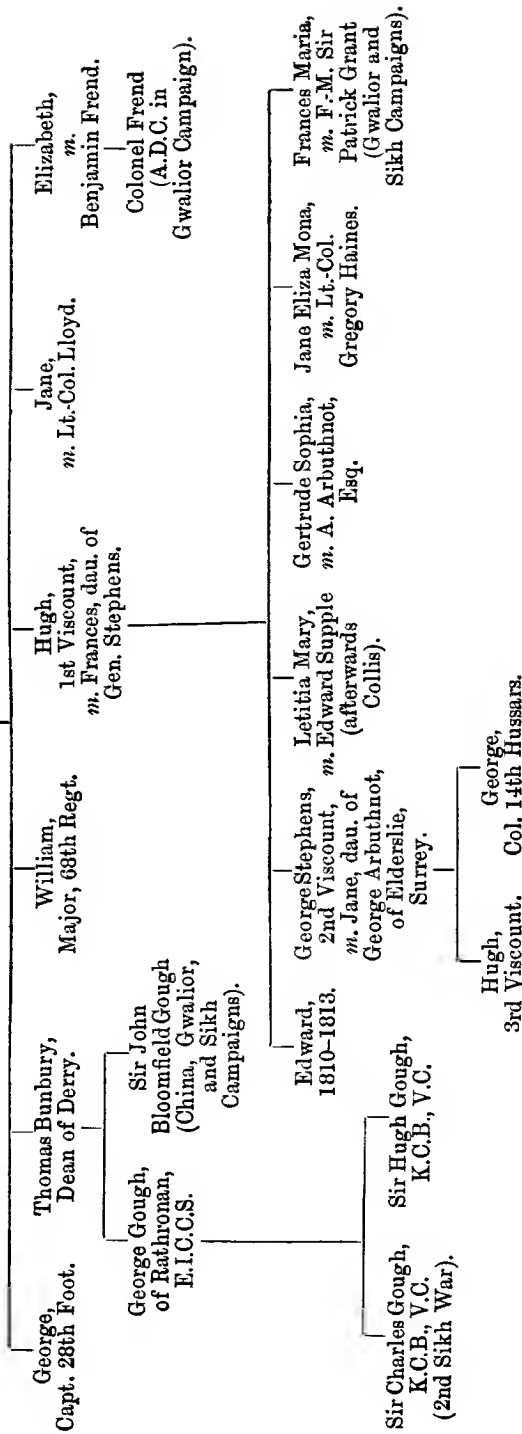 George,
Capt. 28th Foot.
Thomas Bunbury,
Dean of Derry.
William,
Major, 68th Regt.
Hugh,
1st Viscount,
m. Frances, dau. of
Gen. Stephens.
Jane,
m. Lt.-Col. Lloyd.
Elizabeth,
m.
Benjamin Frend.
Colonel Frend
(A.D.C. in
Gwalior Campaign).
George Gough,
of Rathronan,
E.I.C.C.S.
Sir John
Bloomfield Gough
(China, Gwalior,
and Sikh
Campaigns).
Edward,
1810–1813.
George Stephens,
2nd Viscount,
m. Jane, dau. of
George Arbuthnot,
of Elderslie,
Surrey.
Letitia Mary,
m. Edward Supple
(afterwards
Collis).
Gertrude Sophia,
m. A. Arbuthnot,
Esq.
Jane Eliza Mona,
m. Lt.-Col.
Gregory Haines.
Frances Maria,
m. F.-M. Sir
Patrick Grant
(Gwalior and
Sikh Campaigns).
Sir Charles Gough,
K.C.B., V.C.
(2nd Sikh War).
Sir Hugh Gough,
K.C.B., V.C.
Hugh,
3rd Viscount.
George,
Col. 14th Hussars.